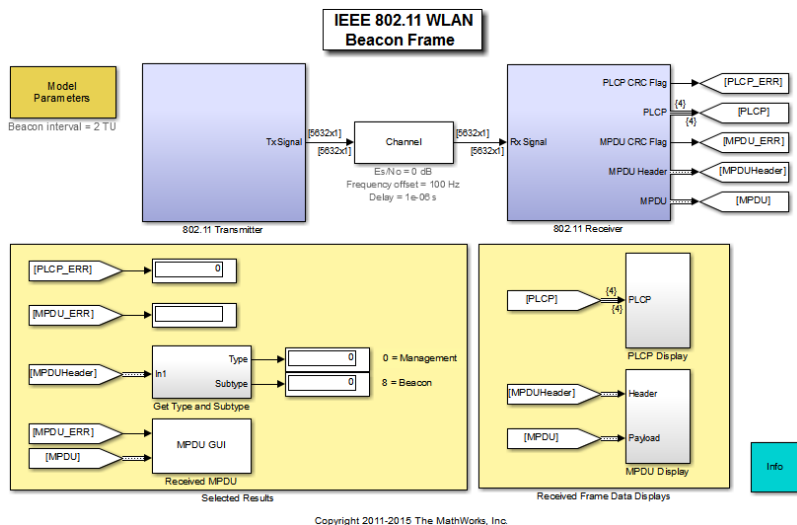 IEEE 802.11 WLAN
Beacon Frame
Model
Parameters
Beacon interval = 2 TU
TxSignal
[5632x1]
[5632x1]
802.11 Transmitter
Channel
Es/No = 0 dB
Frequency offset = 100 Hz
Delay = 1e-06 s
[5632x1]
[5632x1]
Rx Signal
PLCP CRC Flag
PLCP
MPDU CRC Flag
MPDU Header
MPDU
802.11 Receiver
{4}
{4}
[PLCP_ERR]
[PLCP]
[MPDU_ERR]
[MPDUHeader]
[MPDU]
[PLCP_ERR]
0
[MPDU_ERR]
[MPDUHeader]
In1
Type
Subtype
Get Type and Subtype
0
0 = Management
0
8 = Beacon
[MPDU_ERR]
[MPDU]
MPDU GUI
Received MPDU
Selected Results
[PLCP]
{4}
{4}
PLCP
PLCP Display
[MPDUHeader]
Header
[MPDU]
Payload
MPDU Display
Received Frame Data Displays
Info
Copyright 2011-2015 The MathWorks, Inc.